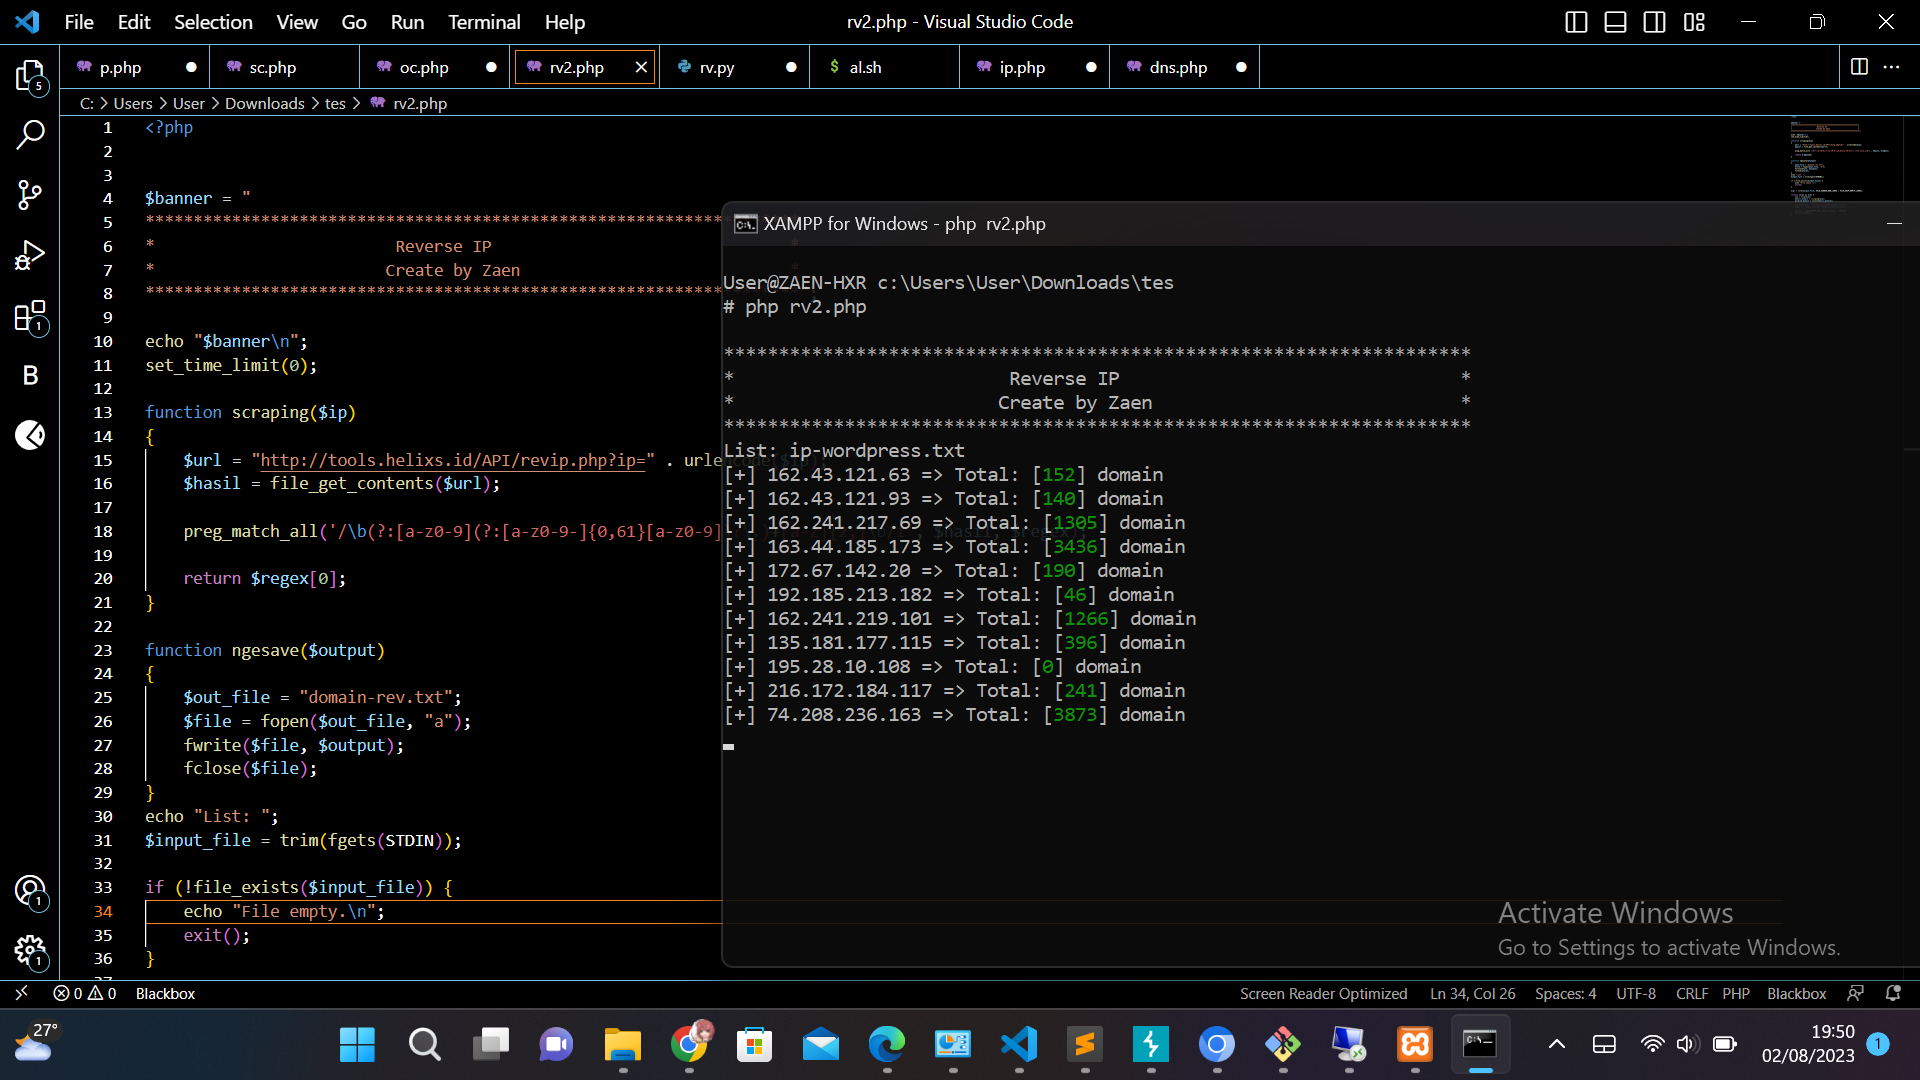 File Edit Selection View Go Run Terminal Help
rv2.php - Visual Studio Code
p.php
sc.php
oc.php
rv2.php
rv.py
$ al.sh
ip.php
dns.php
C: > Users > User > Downloads > tes > rv2.php
5
1
B
1
1
1 <?php
2
3
4 $banner = "
5 ************************************************************
6 * Reverse IP
7 * Create by Zaen
8 ************************************************************
9
10 echo "$banner\n";
11 set_time_limit(0);
12
13 function scraping($ip)
14 {
15 $url = "http://tools.helixs.id/API/revip.php?ip=" . urlencode($ip);
16 $hasil = file_get_contents($url);
17
18 preg_match_all('/\b(?:[a-z0-9](?:[a-z0-9-]{0,61}[a-z0-9]
19
20 return $regex[0];
21 }
22
23 function ngesave($output)
24 {
25 $out_file = "domain-rev.txt";
26 $file = fopen($out_file, "a");
27 fwrite($file, $output);
28 fclose($file);
29 }
30 echo "List: ";
31 $input_file = trim(fgets(STDIN));
32
33 if (!file_exists($input_file)) {
34 echo "File empty.\n";
35 exit();
36 }
XAMPP for Windows - php rv2.php
User@ZAEN-HXR c:\Users\User\Downloads\tes
# php rv2.php
********************************************************************
* Reverse IP *
* Create by Zaen *
********************************************************************
List: ip-wordpress.txt
[+] 162.43.121.63 => Total: [152] domain
[+] 162.43.121.93 => Total: [140] domain
[+] 162.241.217.69 => Total: [1305] domain
[+] 163.44.185.173 => Total: [3436] domain
[+] 172.67.142.20 => Total: [190] domain
[+] 192.185.213.182 => Total: [46] domain
[+] 162.241.219.101 => Total: [1266] domain
[+] 135.181.177.115 => Total: [396] domain
[+] 195.28.10.108 => Total: [0] domain
[+] 216.172.184.117 => Total: [241] domain
[+] 74.208.236.163 => Total: [3873] domain
Activate Windows
Go to Settings to activate Windows.
0 0 Blackbox
Screen Reader Optimized Ln 34, Col 26 Spaces: 4 UTF-8 CRLF PHP Blackbox
27°
19:50
02/08/2023
1